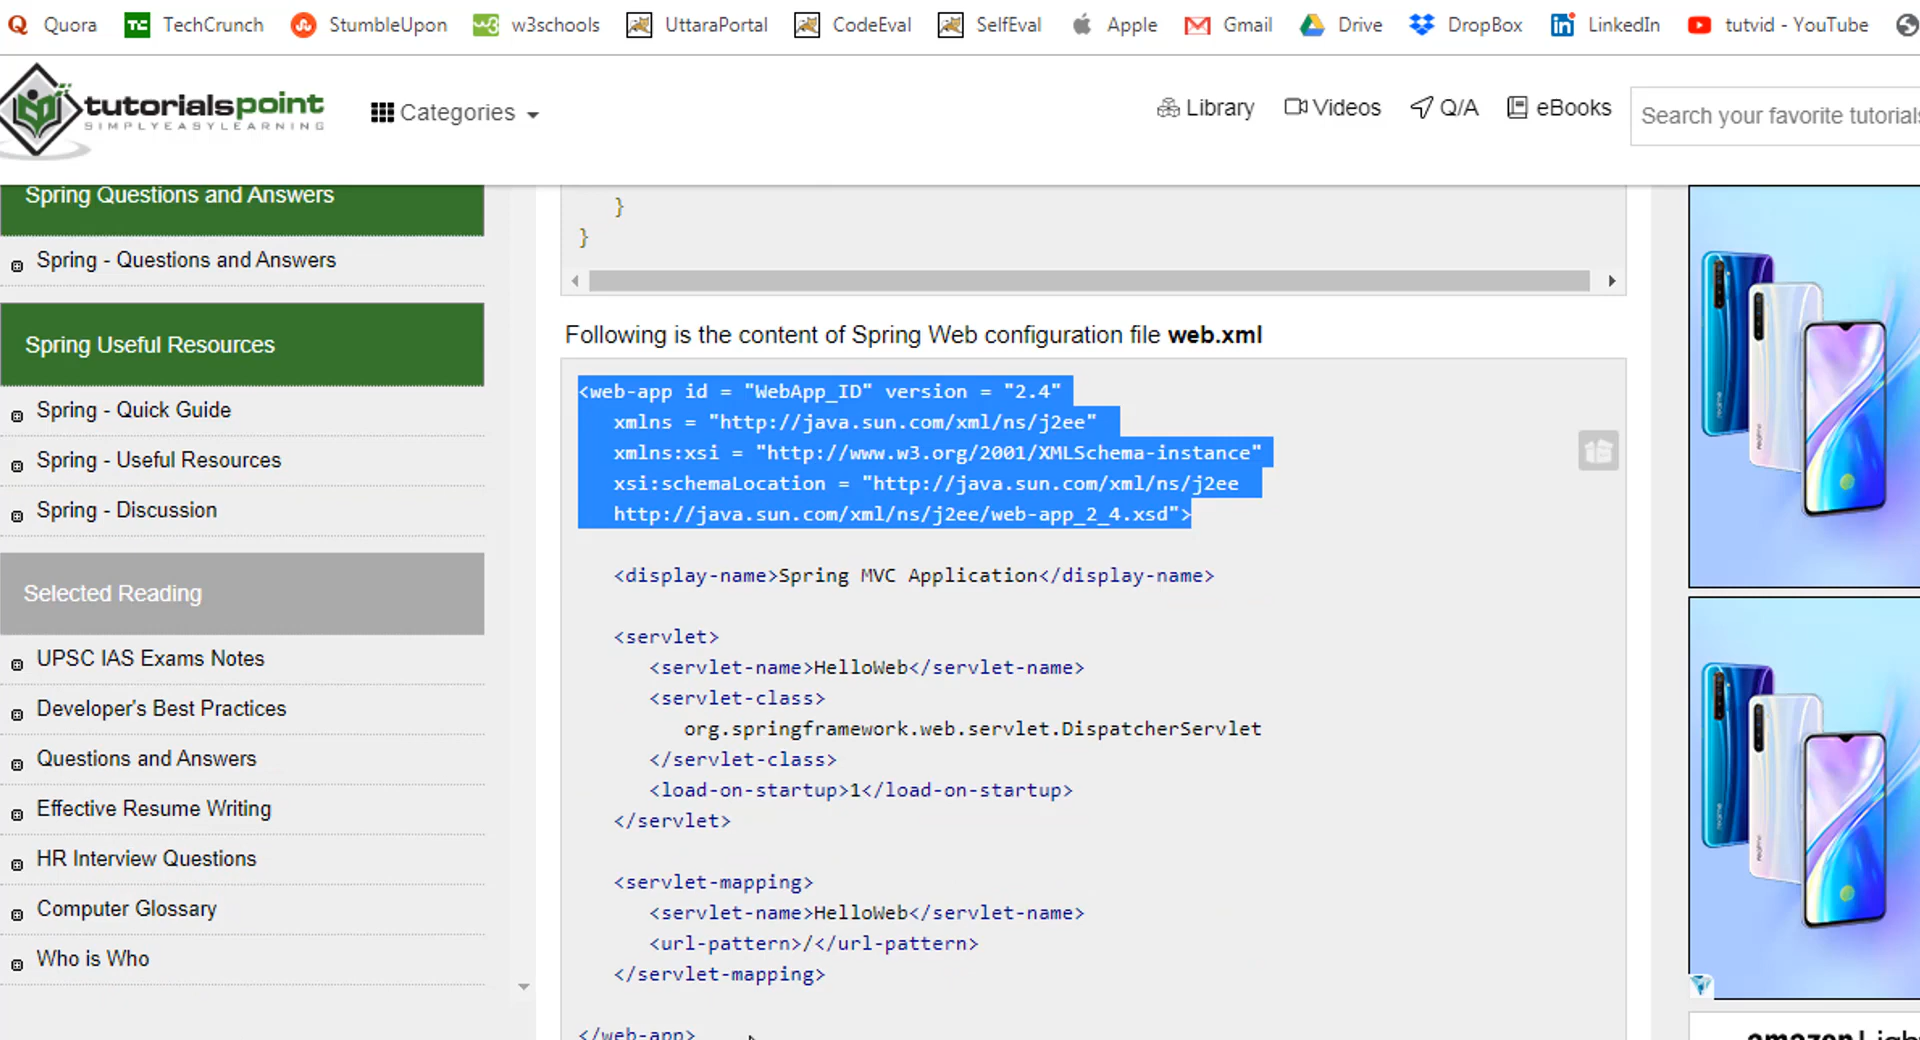 Quora TechCrunch StumbleUpon w3schools UttaraPortal CodeEval SelfEval Apple Gmail Drive DropBox LinkedIn tutvid - YouTube
tutorialspoint
SIMPLYEASYLEARNING
Categories
Library Videos Q/A eBooks
Search your favorite tutorials
Spring Questions and Answers
Spring - Questions and Answers
Spring Useful Resources
Spring - Quick Guide
Spring - Useful Resources
Spring - Discussion
Selected Reading
UPSC IAS Exams Notes
Developer's Best Practices
Questions and Answers
Effective Resume Writing
HR Interview Questions
Computer Glossary
Who is Who
}
}
Following is the content of Spring Web configuration file web.xml
<web-app id = "WebApp_ID" version = "2.4"
xmlns = "http://java.sun.com/xml/ns/j2ee"
xmlns:xsi = "http://www.w3.org/2001/XMLSchema-instance"
xsi:schemaLocation = "http://java.sun.com/xml/ns/j2ee
http://java.sun.com/xml/ns/j2ee/web-app_2_4.xsd">
<display-name>Spring MVC Application</display-name>
<servlet>
<servlet-name>HelloWeb</servlet-name>
<servlet-class>
org.springframework.web.servlet.DispatcherServlet
</servlet-class>
<load-on-startup>1</load-on-startup>
</servlet>
<servlet-mapping>
<servlet-name>HelloWeb</servlet-name>
<url-pattern>/</url-pattern>
</servlet-mapping>
</web-app>
realme
realme
amazon